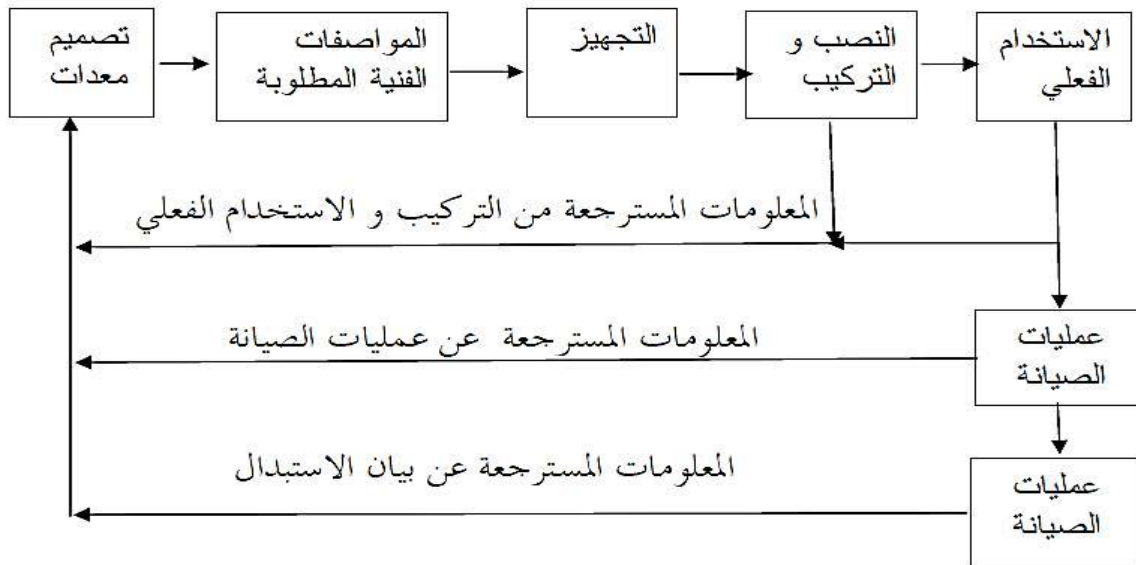 تصميم
معدات
المواصفات
الفنية المطلوبة
التجهيز
النصب و
التركيب
الاستخدام
الفعلي
المعلومات المسترجعة من التركيب و الاستخدام الفعلي
المعلومات المسترجعة عن عمليات الصيانة
عمليات
الصيانة
المعلومات المسترجعة عن بيان الاستبدال
عمليات
الصيانة